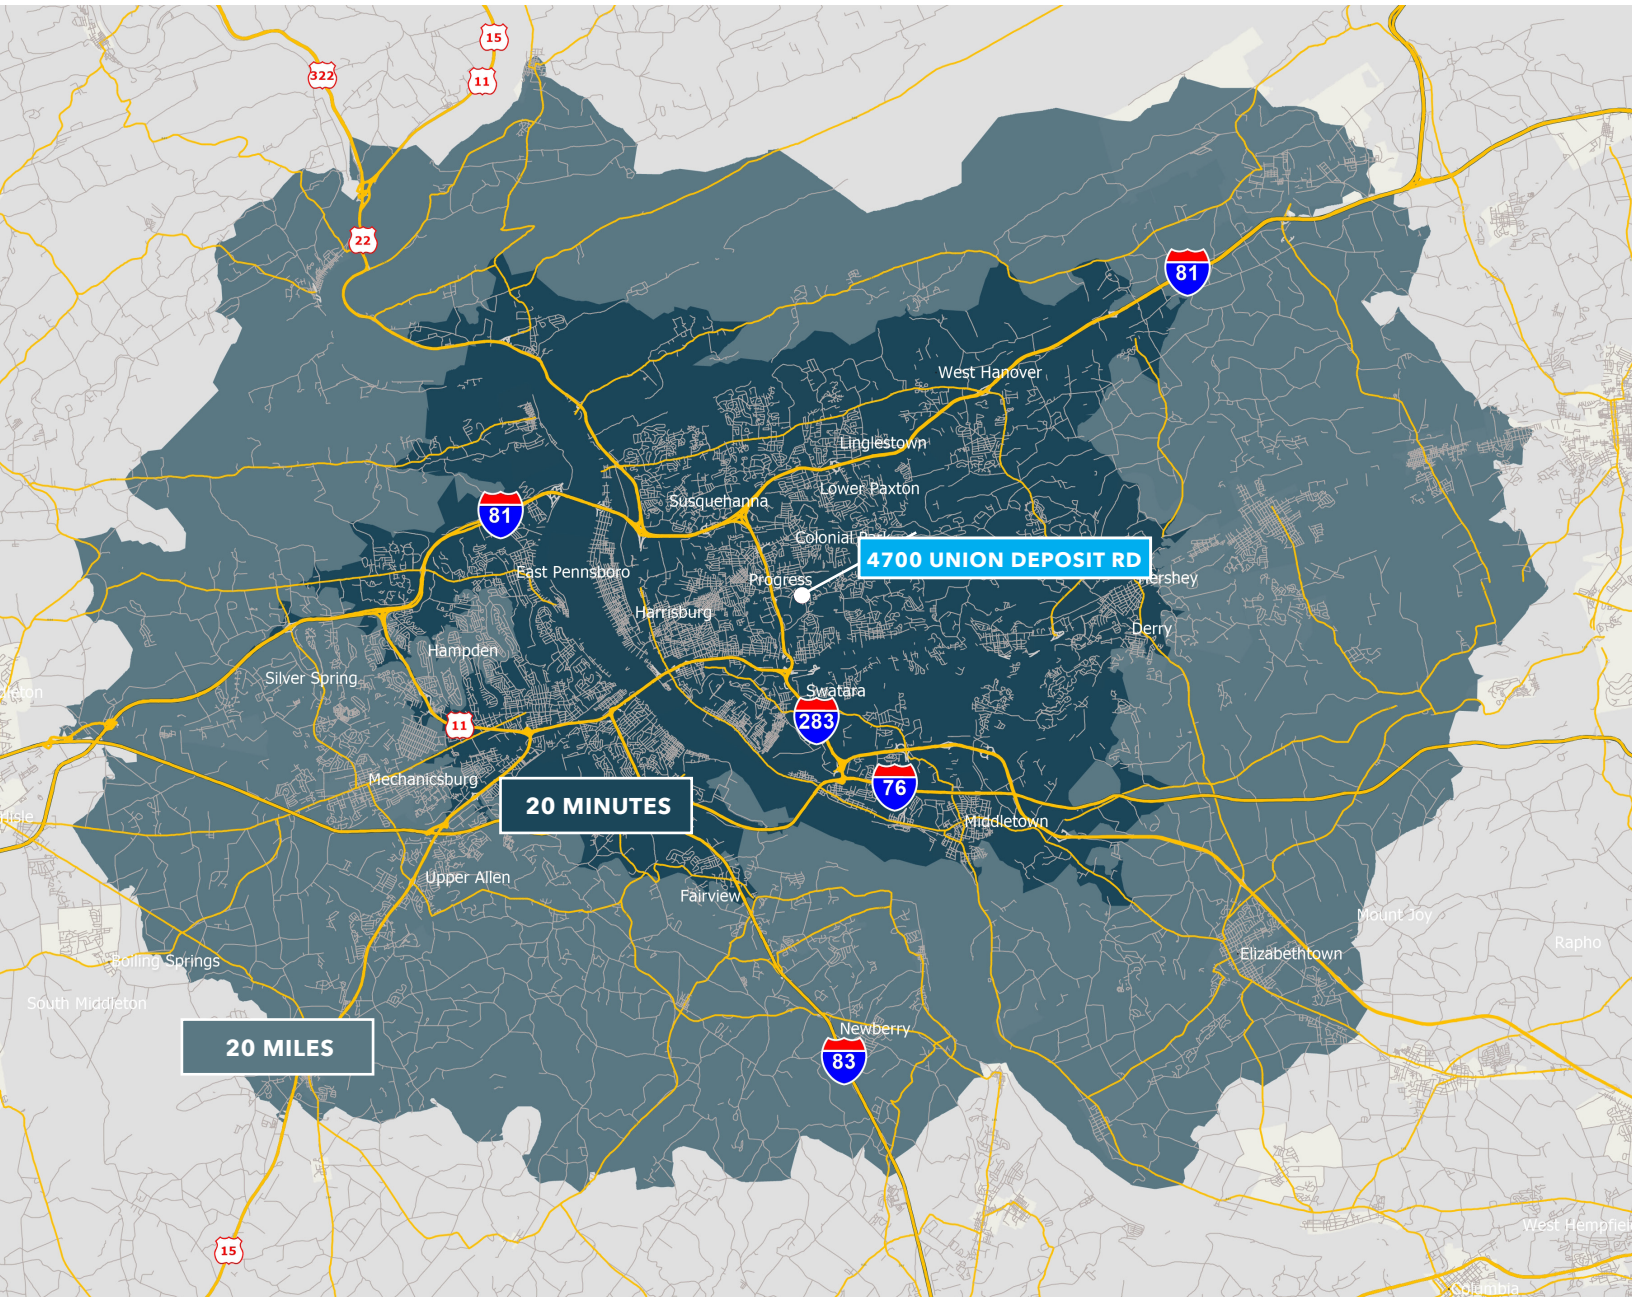 15
322
11
22
81
West Hanover
Linglestown
Lower Paxton
Susquehanna
81
Colonial Park
4700 UNION DEPOSIT RD
East Pennsboro
Progress
Hershey
Harrisburg
Derry
Hampden
Silver Spring
Swatara
283
11
Mechanicsburg
76
20 MINUTES
Middletown
Upper Allen
Fairview
Mount Joy
Rapho
Elizabethtown
Boiling Springs
South Middleton
Newberry
20 MILES
83
West Hempfiel
15
Columbia